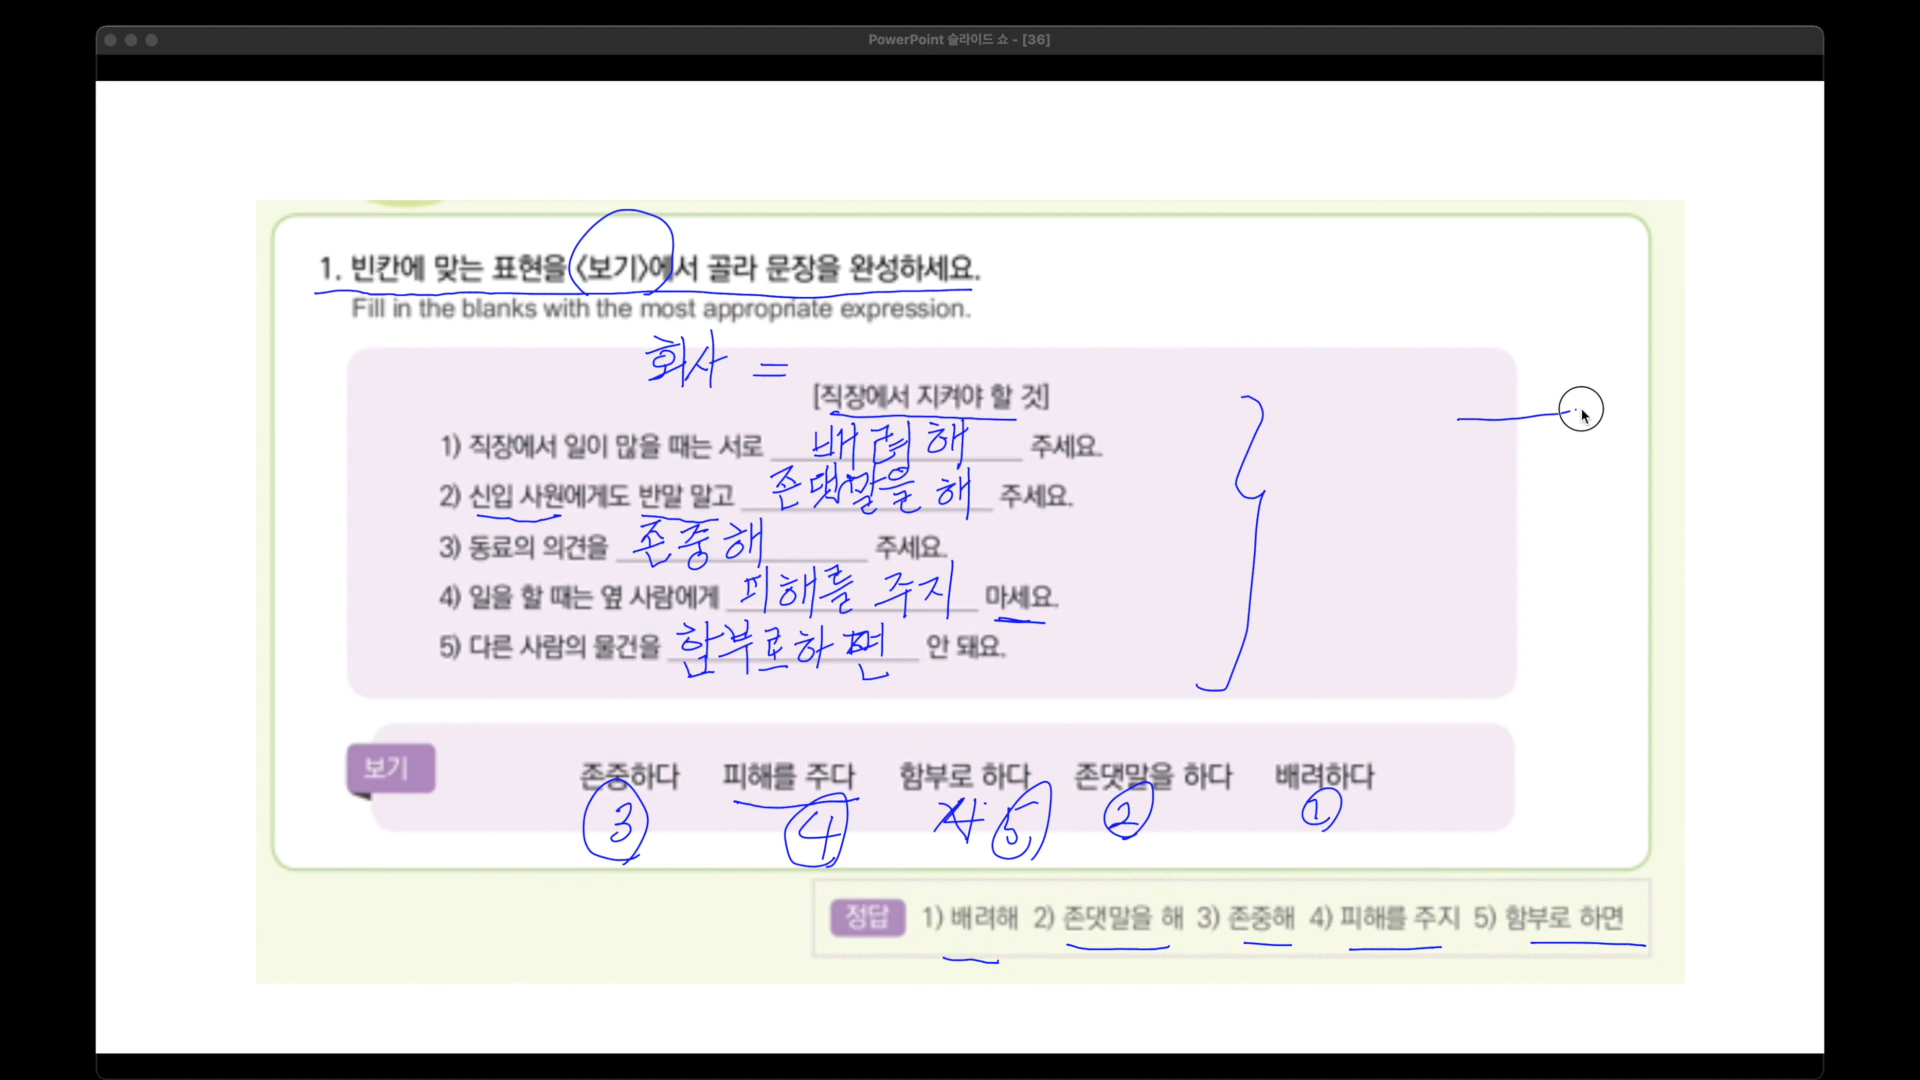 PowerPoint 슬라이드 쇼 - [36]
1. 빈칸에 맞는 표현을 〈보기〉에서 골라 문장을 완성하세요.
Fill in the blanks with the most appropriate expression.
회사 =
[직장에서 지켜야 할 것]
1) 직장에서 일이 많을 때는 서로 배려해 주세요.
2) 신입 사원에게도 반말 말고 존댓말을 해 주세요.
3) 동료의 의견을 존중해 주세요.
4) 일을 할 때는 옆 사람에게 피해를 주지 마세요.
5) 다른 사람의 물건을 함부로하면 안 돼요.
보기 존중하다 피해를 주다 함부로 하다 존댓말을 하다 배려하다
③ ④ ⑤ ② ①
정답 1) 배려해 2) 존댓말을 해 3) 존중해 4) 피해를 주지 5) 함부로 하면